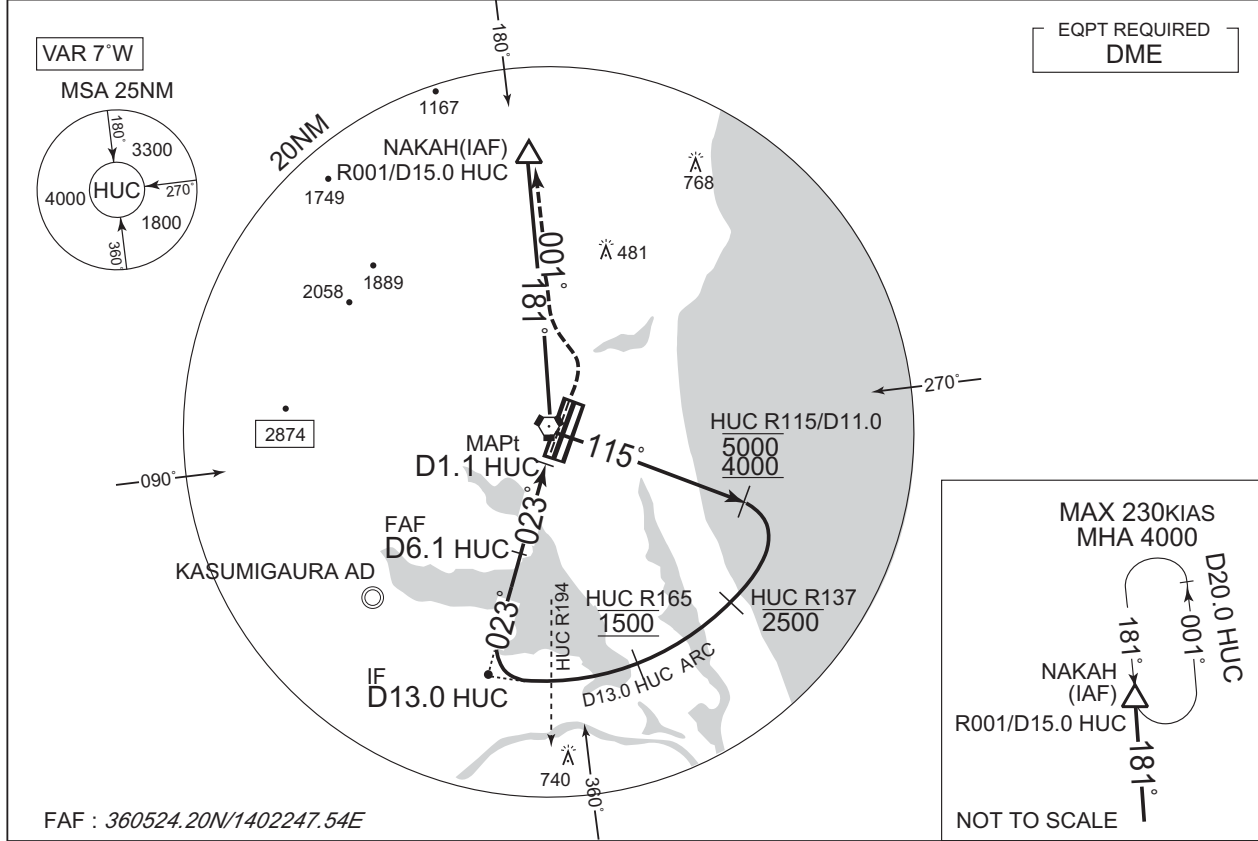 VAR 7°W
MSA 25NM
180°
3300
HUC
4000
270°
1800
360°
EQPT REQUIRED
DME
180°
20NM
1167
NAKAH(IAF)
R001/D15.0 HUC
768
1749
001°
181°
481
1889
2058
270°
2874
115°
HUC R115/D11.0
5000
4000
MAPt
D1.1 HUC
090°
023°
FAF
D6.1 HUC
KASUMIGAURA AD
023°
HUC R194
HUC R165
1500
HUC R137
2500
D13.0 HUC ARC
IF
D13.0 HUC
740
360°
FAF : 360524.20N/1402247.54E
MAX 230KIAS
MHA 4000
D20.0 HUC
181°
001°
NAKAH
(IAF)
R001/D15.0 HUC
181°
NOT TO SCALE